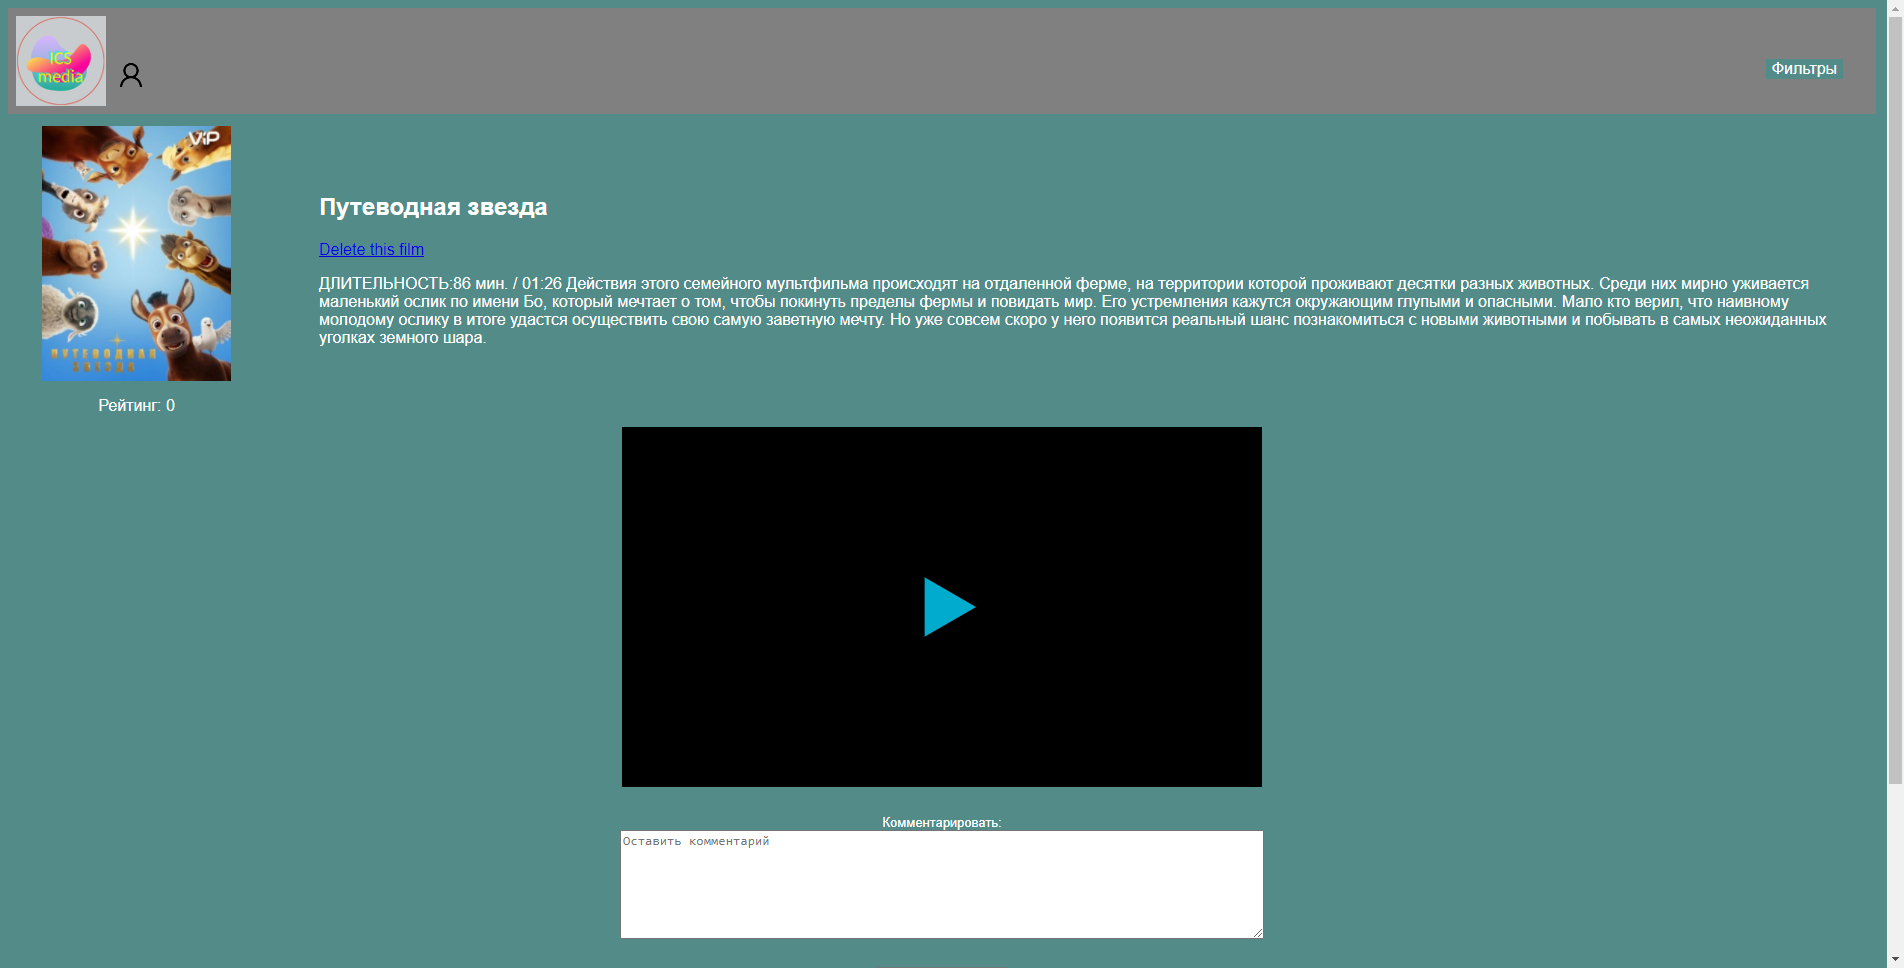 ICS
media
Фильтры
ViP
ПУТЕВОДНАЯ
ЗВЕЗДА
Рейтинг: 0
Путеводная звезда
Delete this film
ДЛИТЕЛЬНОСТЬ:86 мин. / 01:26 Действия этого семейного мультфильма происходят на отдаленной ферме, на территории которой проживают десятки разных животных. Среди них мирно уживается
маленький ослик по имени Бо, который мечтает о том, чтобы покинуть пределы фермы и повидать мир. Его устремления кажутся окружающим глупыми и опасными. Мало кто верил, что наивному
молодому ослику в итоге удастся осуществить свою самую заветную мечту. Но уже совсем скоро у него появится реальный шанс познакомиться с новыми животными и побывать в самых неожиданных
уголках земного шара.
Комментировать:
Оставить комментарий